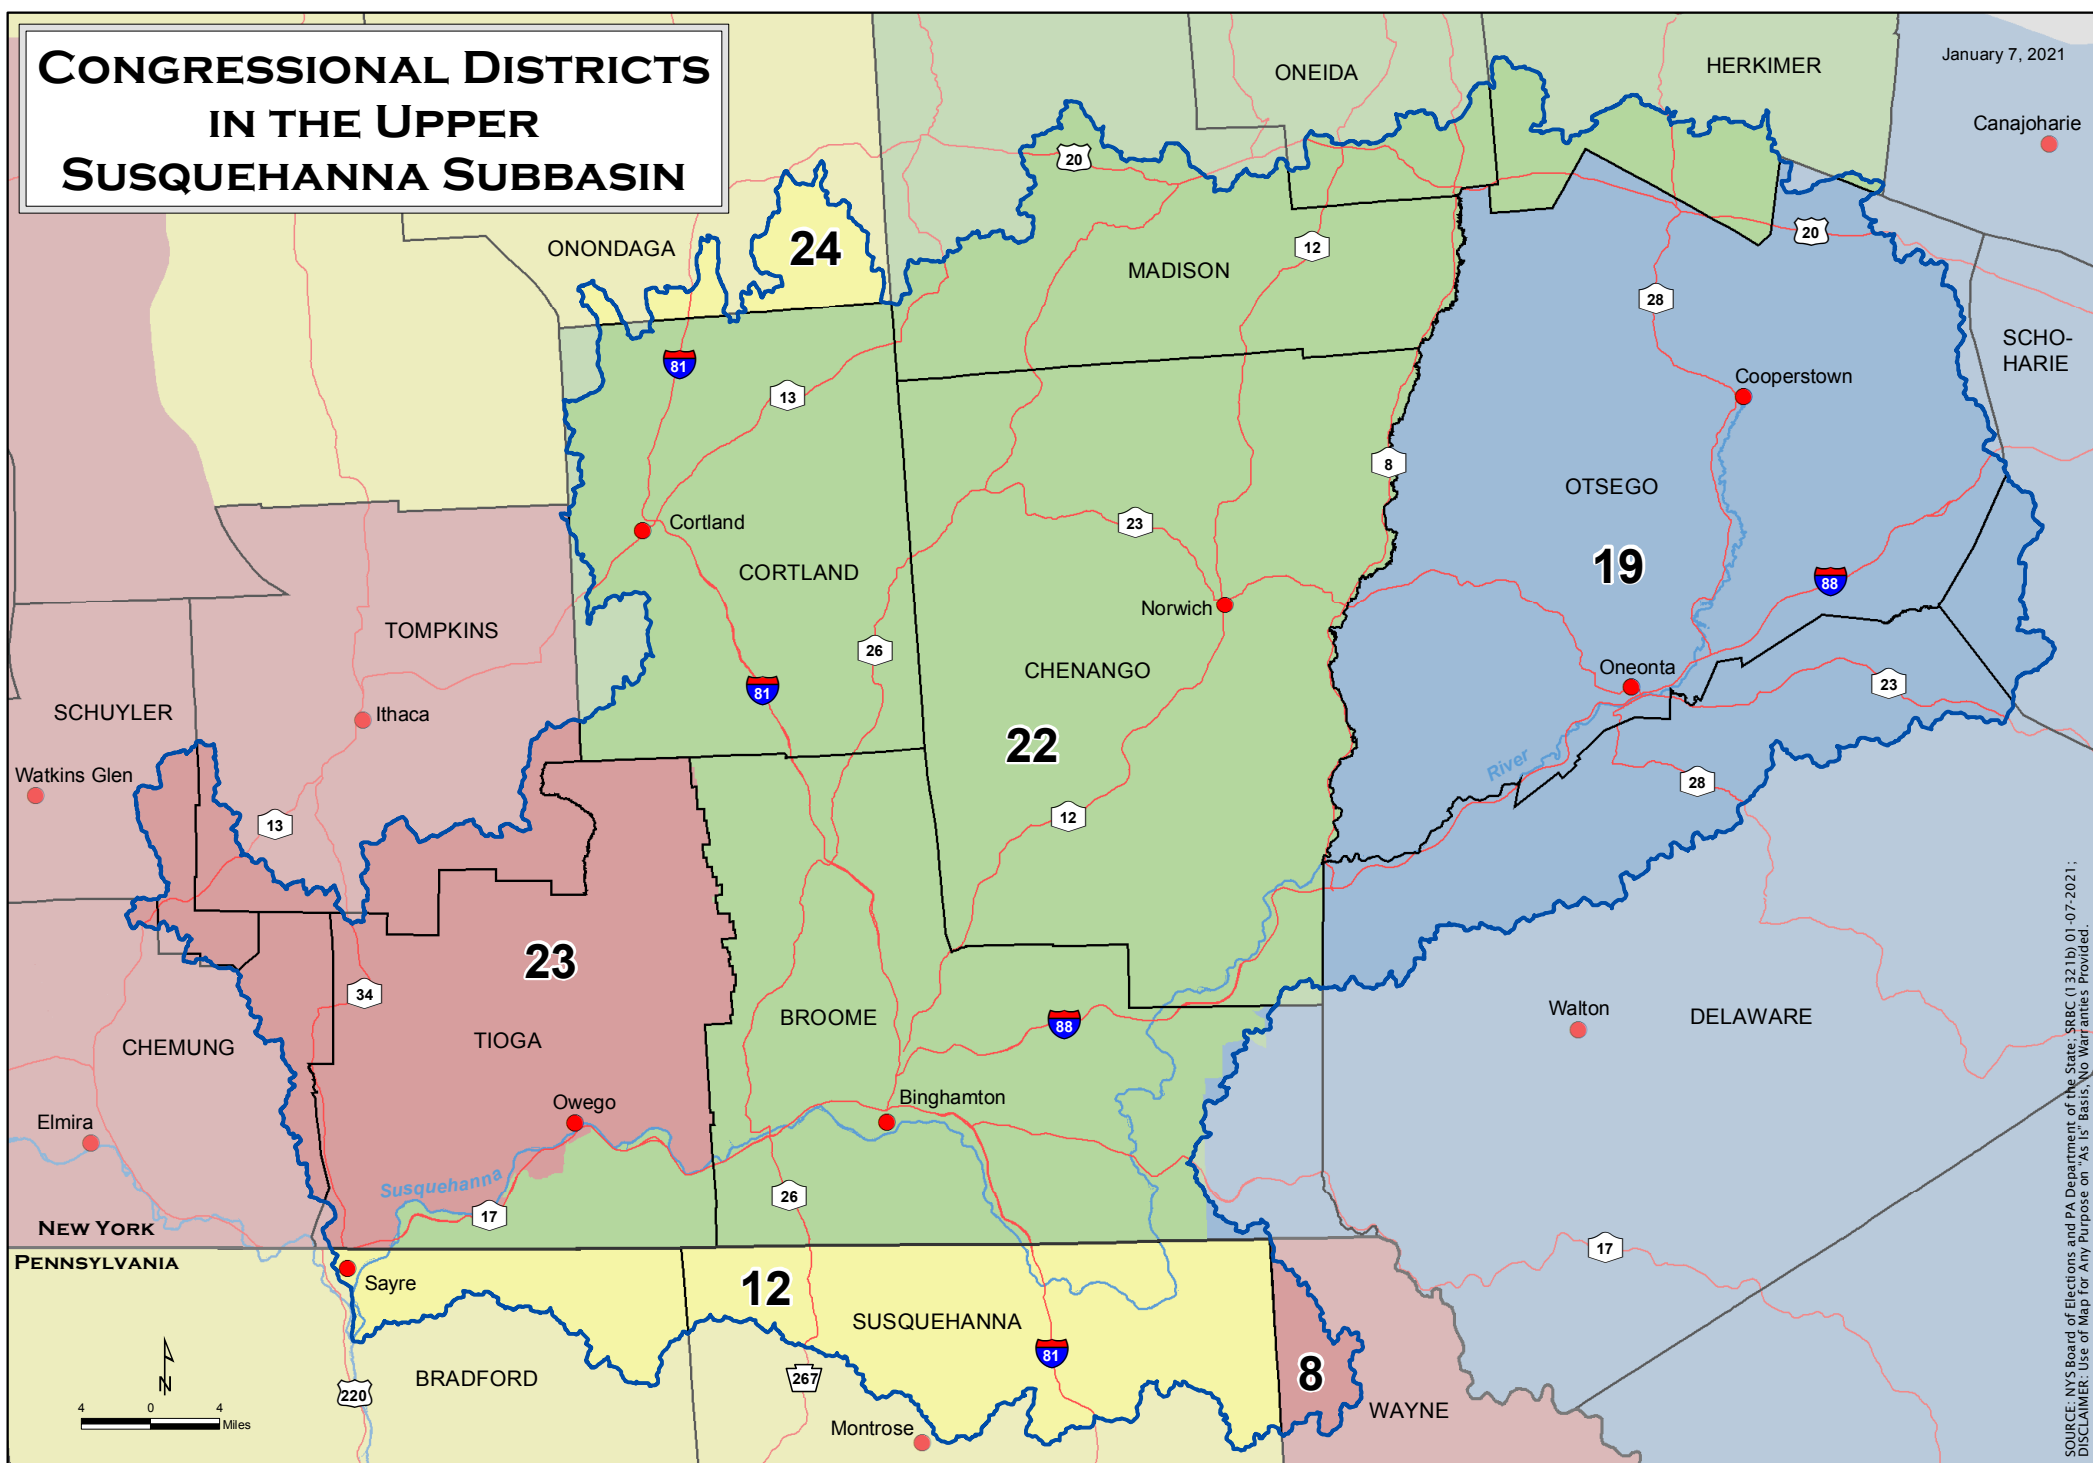 CONGRESSIONAL DISTRICTS
IN THE UPPER
SUSQUEHANNA SUBBASIN
January 7, 2021
ONEIDA
HERKIMER
Canajoharie
20
ONONDAGA
24
MADISON
12
20
28
SCHO-
HARIE
81
13
Cooperstown
8
OTSEGO
Cortland
23
CORTLAND
19
88
Norwich
TOMPKINS
26
CHENANGO
Oneonta
23
81
SCHUYLER
Ithaca
22
River
28
Watkins Glen
13
12
23
34
BROOME
88
Walton
DELAWARE
TIOGA
CHEMUNG
Owego
Binghamton
Elmira
Susquehanna
17
26
NEW YORK
PENNSYLVANIA
17
Sayre
12
SUSQUEHANNA
81
8
BRADFORD
267
220
N
4 0 4
Miles
WAYNE
Montrose
SOURCE: NYS Board of Elections and PA Department of the State; SRBC (1321b) 01-07-2021;
DISCLAIMER: Use of Map for Any Purpose on "As Is" Basis, No Warranties Provided.